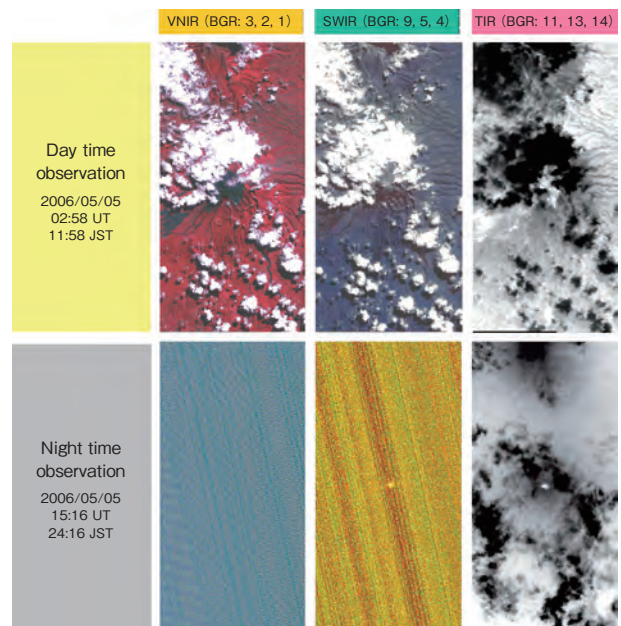 VNIR (BGR: 3, 2, 1)
SWIR (BGR: 9, 5, 4)
TIR (BGR: 11, 13, 14)
Day time
observation
2006/05/05
02:58 UT
11:58 JST
Night time
observation
2006/05/05
15:16 UT
24:16 JST